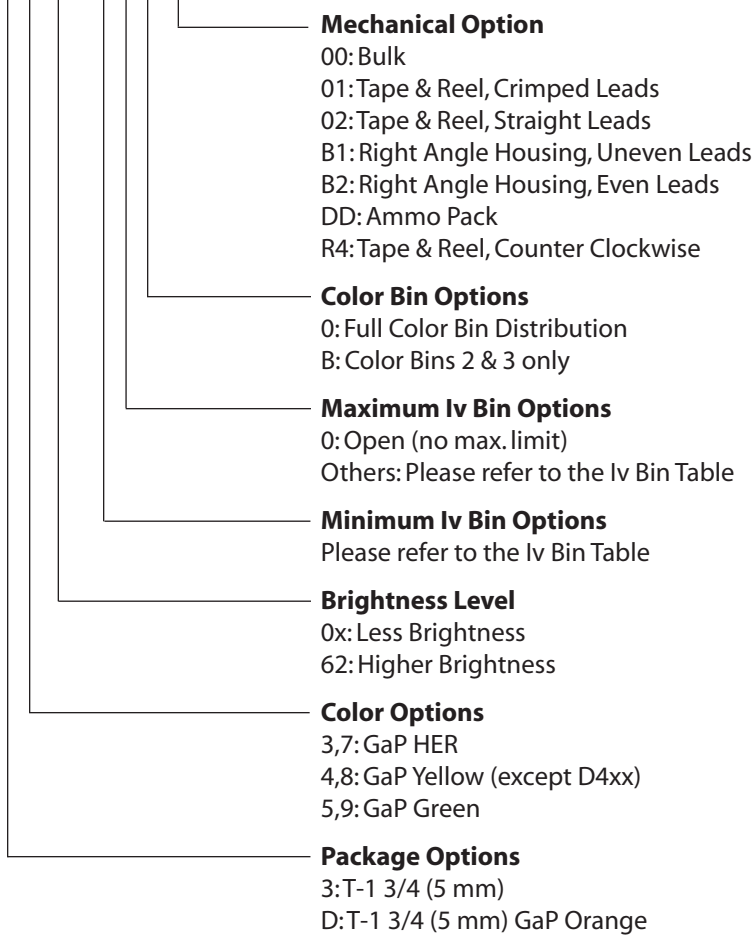 Mechanical Option
00: Bulk
01: Tape & Reel, Crimped Leads
02: Tape & Reel, Straight Leads
B1: Right Angle Housing, Uneven Leads
B2: Right Angle Housing, Even Leads
DD: Ammo Pack
R4: Tape & Reel, Counter Clockwise
Color Bin Options
0: Full Color Bin Distribution
B: Color Bins 2 & 3 only
Maximum Iv Bin Options
0: Open (no max. limit)
Others: Please refer to the Iv Bin Table
Minimum Iv Bin Options
Please refer to the Iv Bin Table
Brightness Level
0x: Less Brightness
62: Higher Brightness
Color Options
3,7: GaP HER
4,8: GaP Yellow (except D4xx)
5,9: GaP Green
Package Options
3: T-1 3/4 (5 mm)
D: T-1 3/4 (5 mm) GaP Orange